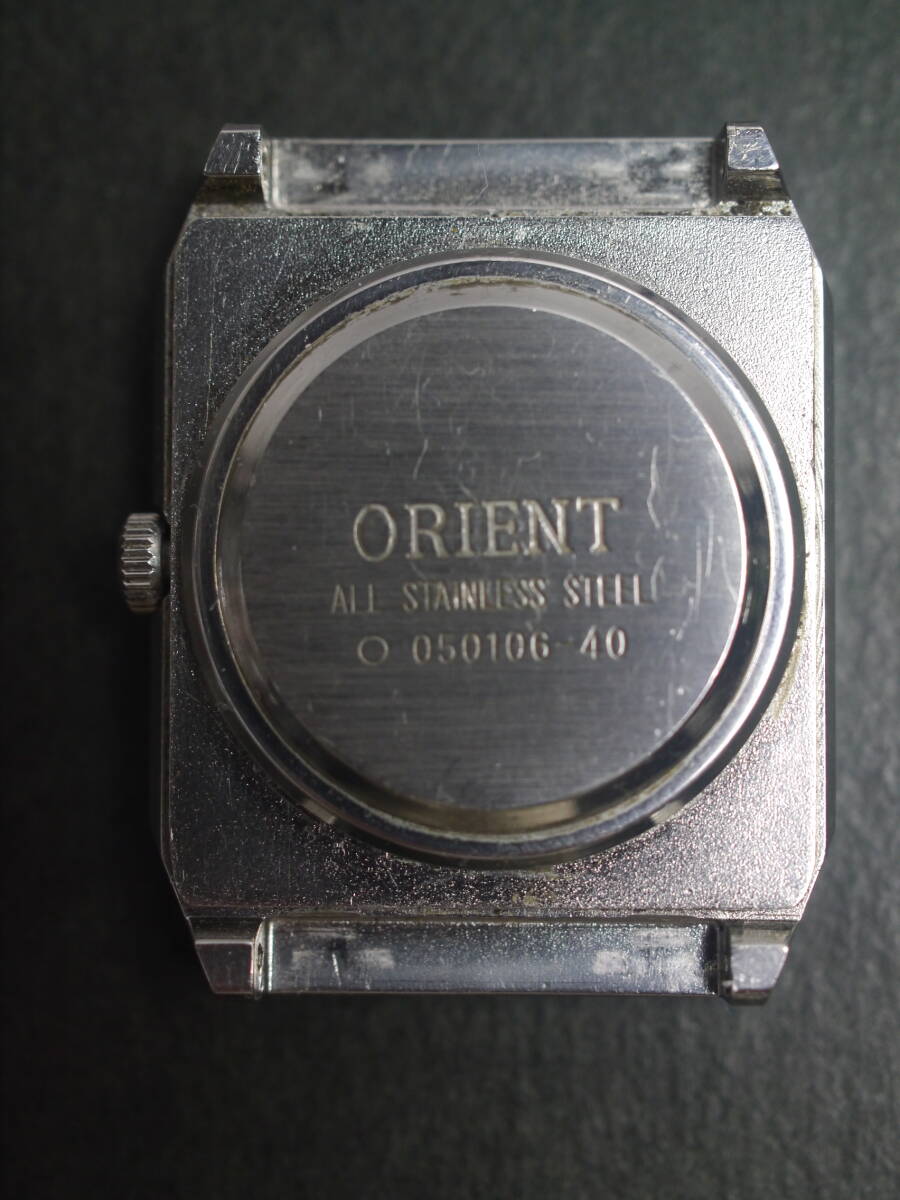 ORIENT
ALL STAINLESS STEEL
○ 050106-40